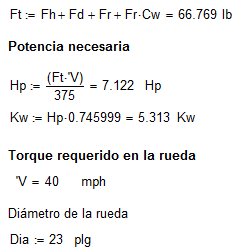 Ft := Fh + Fd + Fr + Fr·Cw = 66.769 lb
Potencia necesaria
Hp := (Ft·'V) / 375 = 7.122 Hp
Kw := Hp·0.745999 = 5.313 Kw
Torque requerido en la rueda
'V = 40 mph
Diámetro de la rueda
Dia := 23 plg